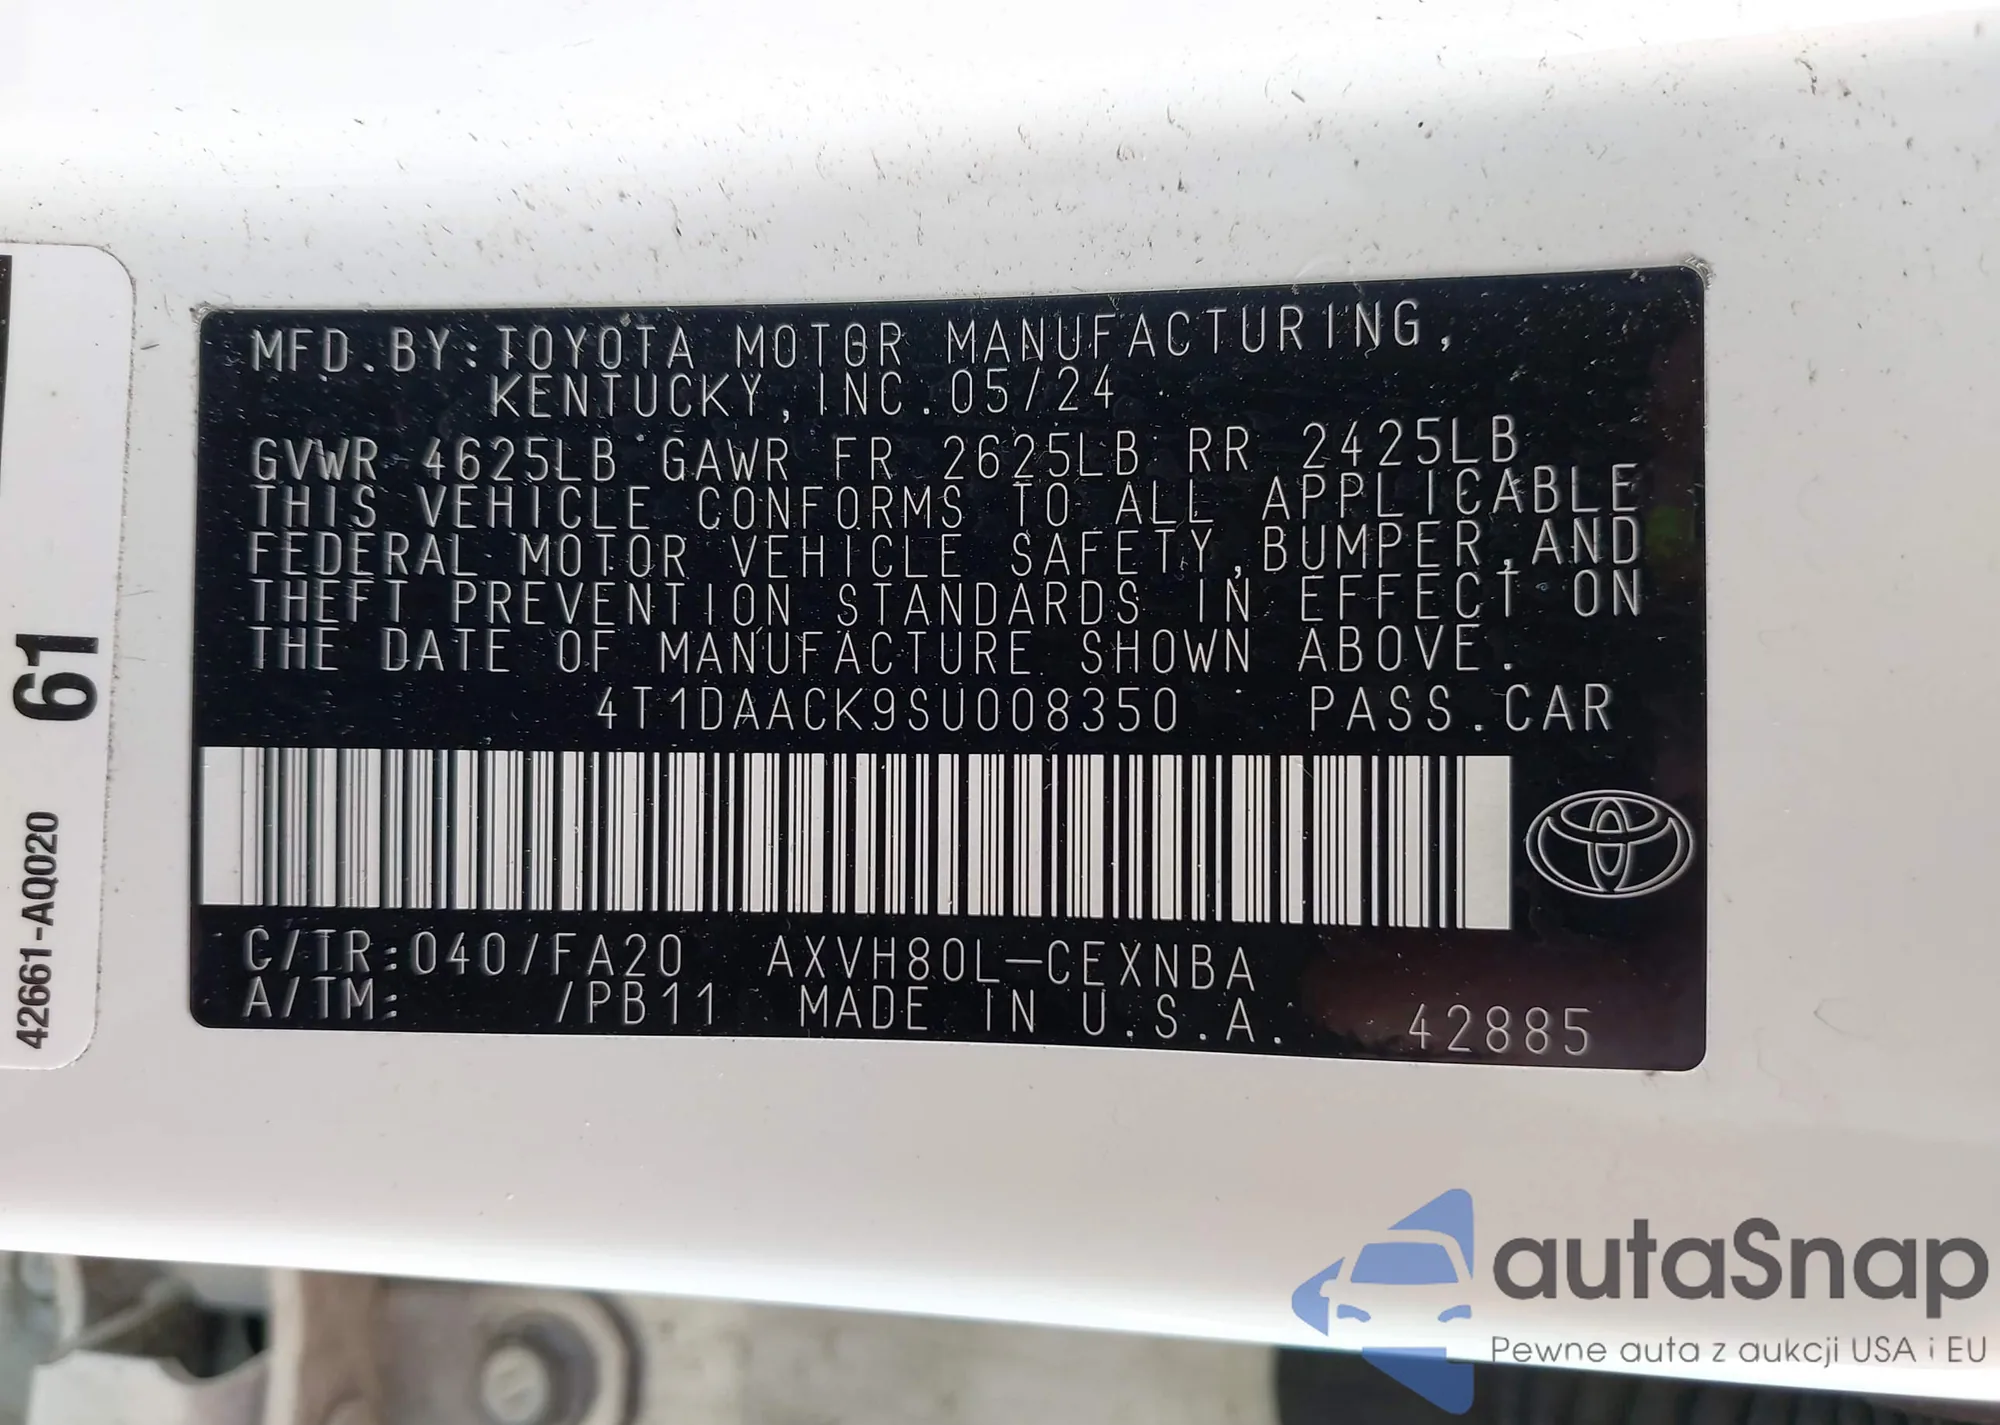 MFD.BY:TOYOTA MOTOR MANUFACTURING,
KENTUCKY, INC. 05/24
GVWR 4625LB GAWR FR 2625LB RR 2425LB
THIS VEHICLE CONFORMS TO ALL APPLICABLE
FEDERAL MOTOR VEHICLE SAFETY,BUMPER,AND
THEFT PREVENTION STANDARDS IN EFFECT ON
THE DATE OF MANUFACTURE SHOWN ABOVE.
4T1DAACK9SU008350 PASS.CAR
C/TR:040/FA20 AXVH80L-CEXNBA
A/TM: /PB11 MADE IN U.S.A. 42885
61
42661-AQ020
autaSnap
Pewne auta z aukcji USA i EU